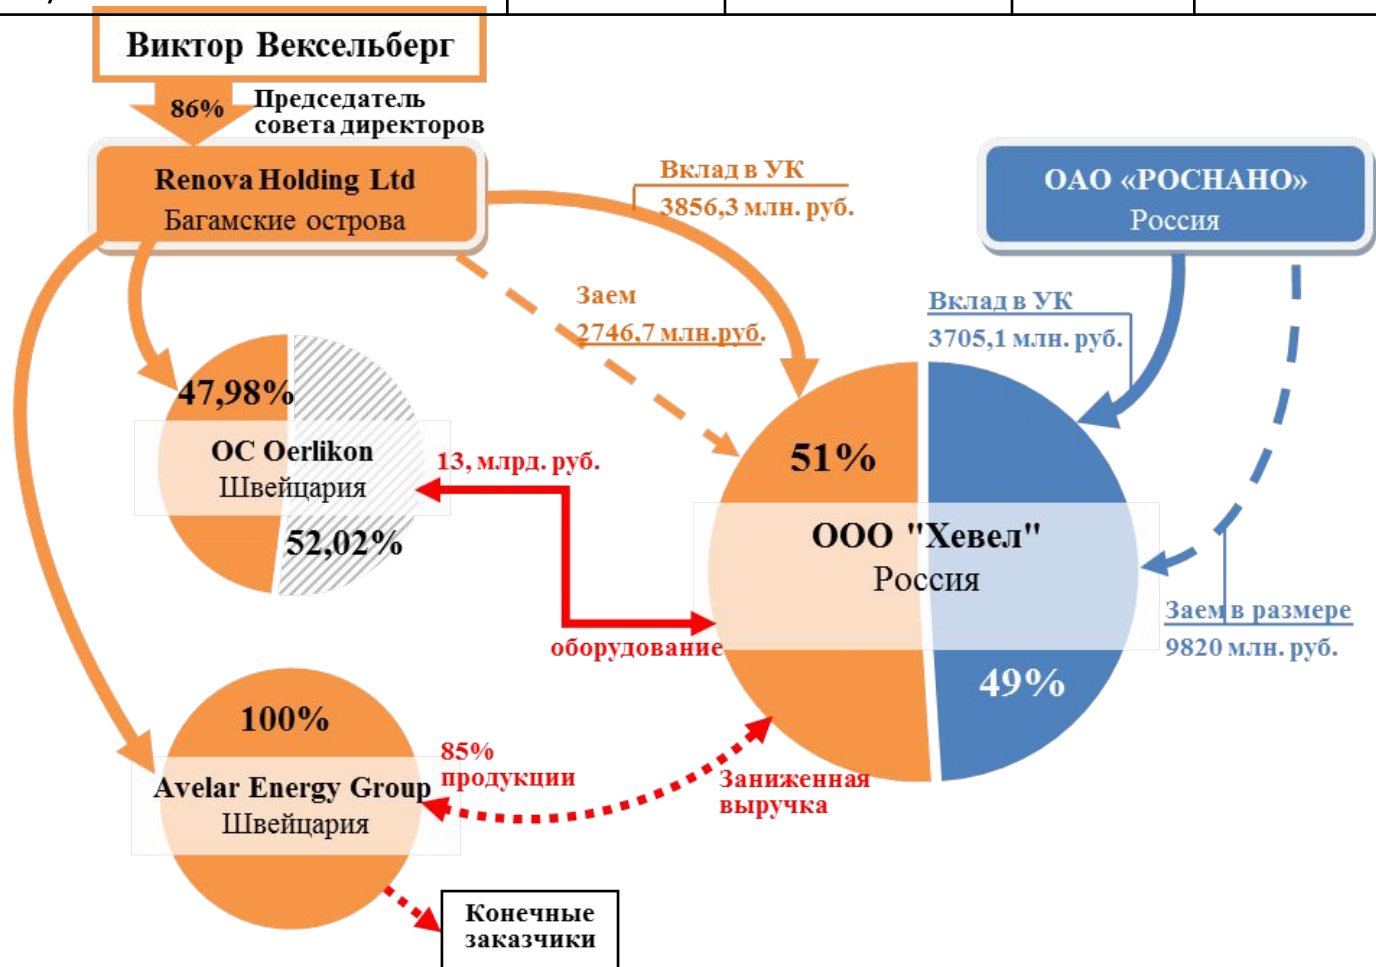 Виктор Вексельберг
86%
Председатель
совета директоров
Renova Holding Ltd
Багамские острова
Вклад в УК
3856,3 млн. руб.
ОАО «РОСНАНО»
Россия
Заем
2746,7 млн.руб.
Вклад в УК
3705,1 млн. руб.
47,98%
OC Oerlikon
Швейцария
52,02%
13, млрд. руб.
оборудование
51%
ООО "Хевел"
Россия
49%
Заем в размере
9820 млн. руб.
100%
Avelar Energy Group
Швейцария
85%
продукции
Заниженная
выручка
Конечные
заказчики